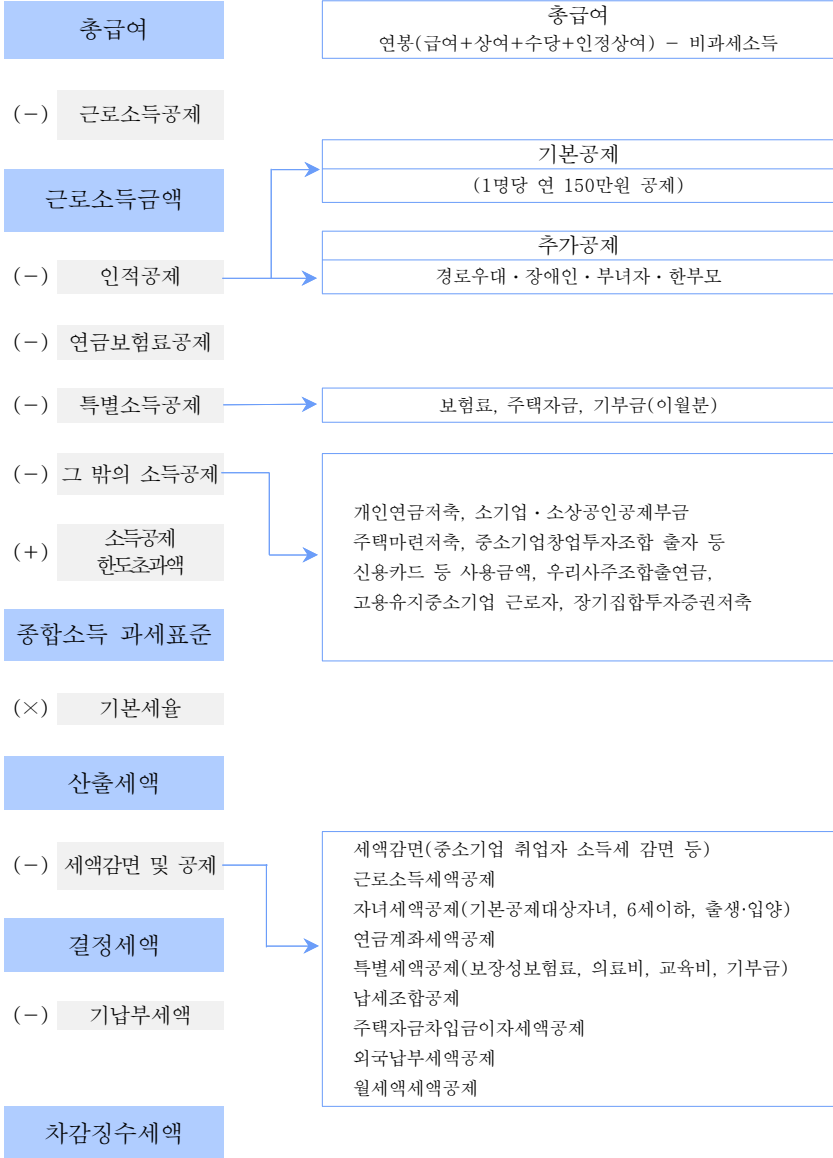 총급여
총급여
연봉(급여+상여+수당+인정상여) - 비과세소득
(-) 근로소득공제
기본공제
(1명당 연 150만원 공제)
근로소득금액
추가공제
(-) 인적공제
경로우대·장애인·부녀자·한부모
(-) 연금보험료공제
(-) 특별소득공제
보험료, 주택자금, 기부금(이월분)
(-) 그 밖의 소득공제
개인연금저축, 소기업·소상공인공제부금
주택마련저축, 중소기업창업투자조합 출자 등
신용카드 등 사용금액, 우리사주조합출연금,
고용유지중소기업 근로자, 장기집합투자증권저축
(+) 소득공제
한도초과액
종합소득 과세표준
(×) 기본세율
산출세액
(-) 세액감면 및 공제
세액감면(중소기업 취업자 소득세 감면 등)
근로소득세액공제
자녀세액공제(기본공제대상자녀, 6세이하, 출생·입양)
연금계좌세액공제
특별세액공제(보장성보험료, 의료비, 교육비, 기부금)
납세조합공제
주택자금차입금이자세액공제
외국납부세액공제
월세액세액공제
결정세액
(-) 기납부세액
차감징수세액